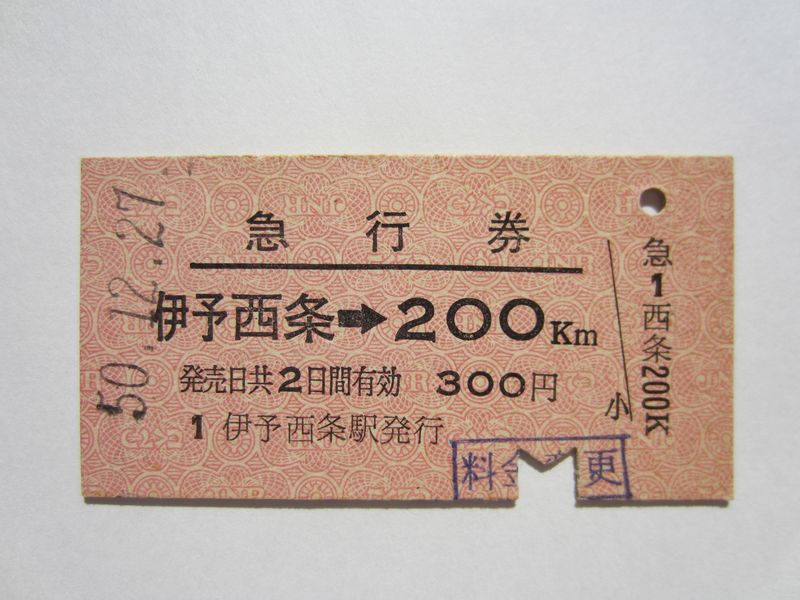 50.12.27
急行券
伊予西条➡200Km
発売日共2日間有効 300円
1 伊予西条駅発行
料金 更
小
急1西条200K